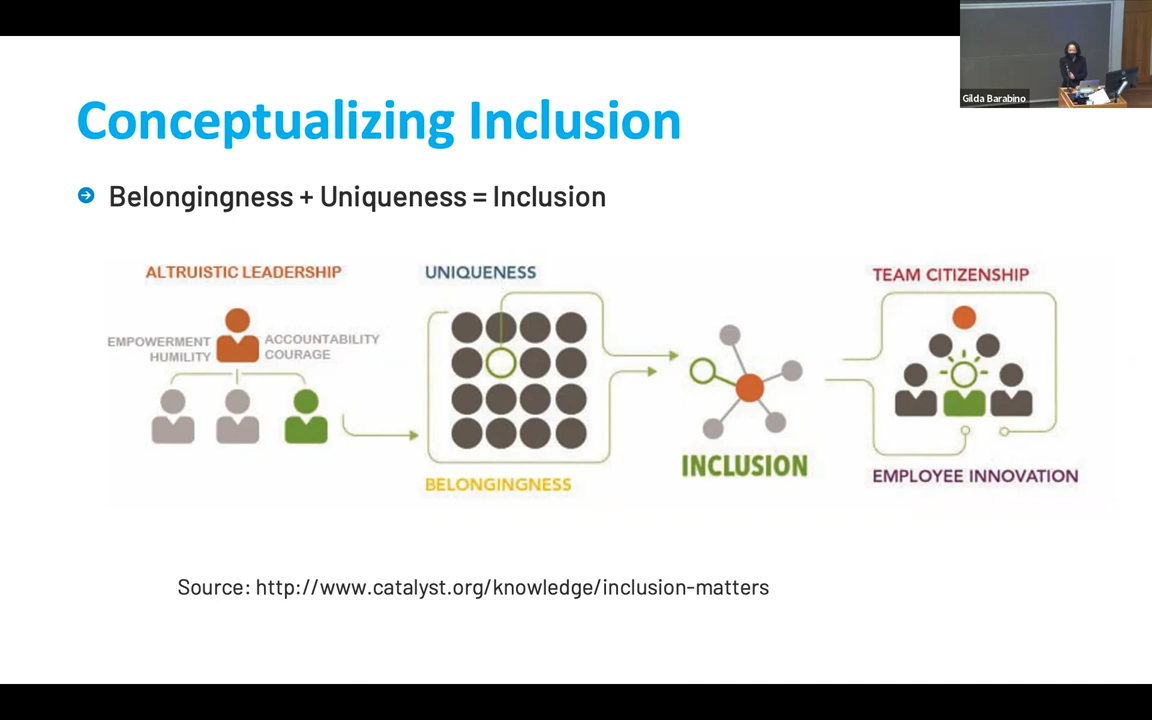 Gilda Barabino
Conceptualizing Inclusion
Belongingness + Uniqueness = Inclusion
ALTRUISTIC LEADERSHIP
EMPOWERMENT
HUMILITY
ACCOUNTABILITY
COURAGE
UNIQUENESS
BELONGINGNESS
INCLUSION
TEAM CITIZENSHIP
EMPLOYEE INNOVATION
Source: http://www.catalyst.org/knowledge/inclusion-matters